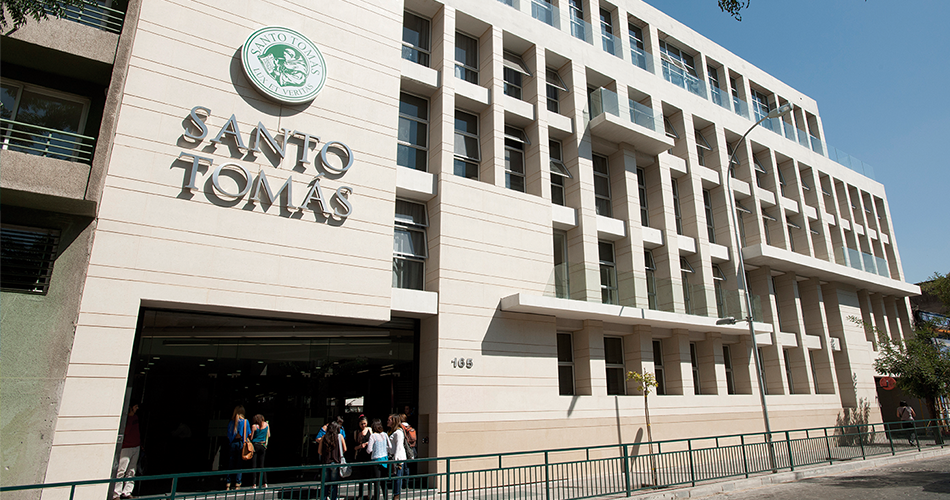 SANTO TOMÁS
LUX ET VERITAS
SANTO
TOMÁS
165